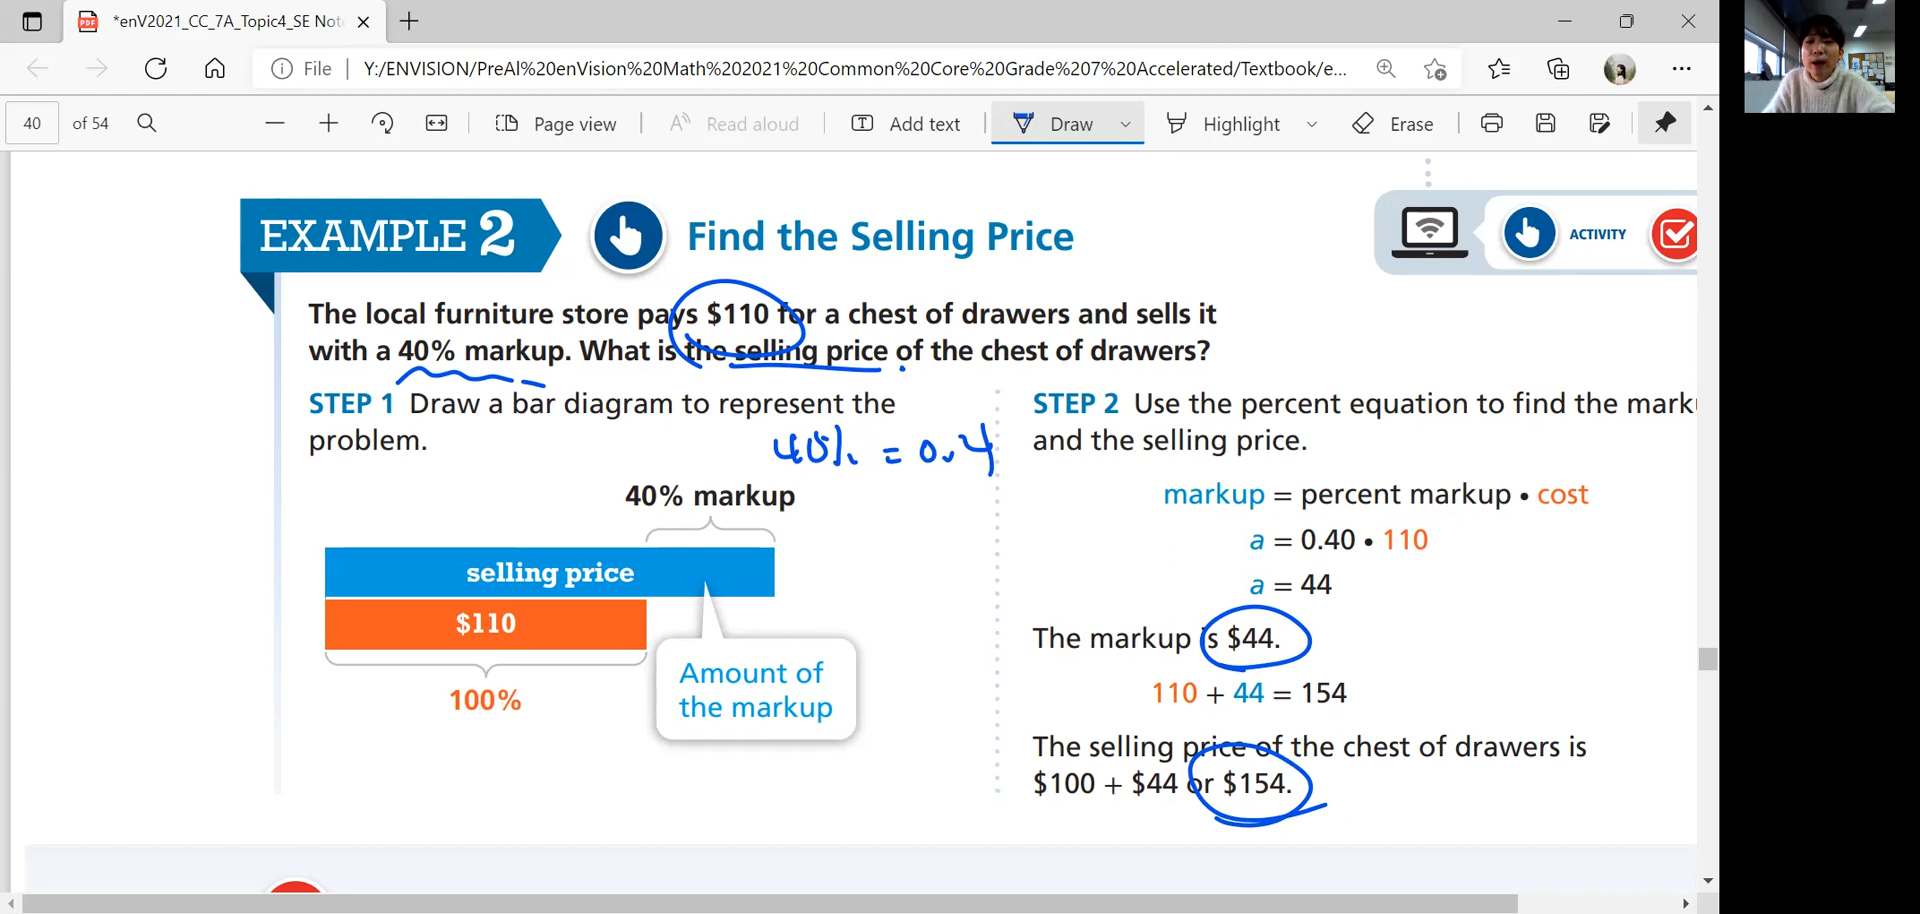 *enV2021_CC_7A_Topic4_SE Not
File
Y:/ENVISION/PreAl%20enVision%20Math%202021%20Common%20Core%20Grade%207%20Accelerated/Textbook/e...
40 of 54
Page view
Read aloud
Add text
Draw
Highlight
Erase
EXAMPLE 2
Find the Selling Price
ACTIVITY
The local furniture store pays $110 for a chest of drawers and sells it
with a 40% markup. What is the selling price of the chest of drawers?
STEP 1 Draw a bar diagram to represent the
problem.
40% = 0.4
40% markup
selling price
$110
100%
Amount of
the markup
STEP 2 Use the percent equation to find the marku
and the selling price.
markup = percent markup • cost
a = 0.40 • 110
a = 44
The markup is $44.
110 + 44 = 154
The selling price of the chest of drawers is
$100 + $44 or $154.